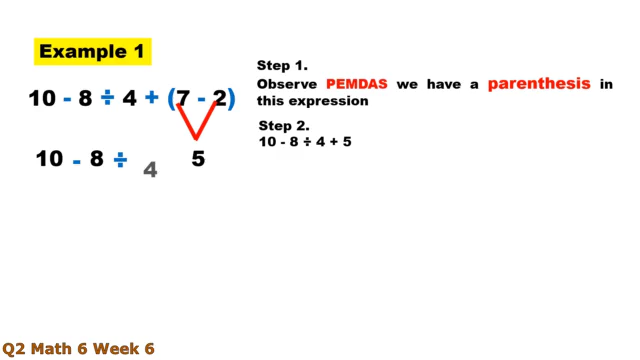 Example 1
10 - 8 ÷ 4 + (7 - 2)
10 - 8 ÷ 4 5
Step 1.
Observe PEMDAS we have a parenthesis in
this expression
Step 2.
10 - 8 ÷ 4 + 5
Q2 Math 6 Week 6